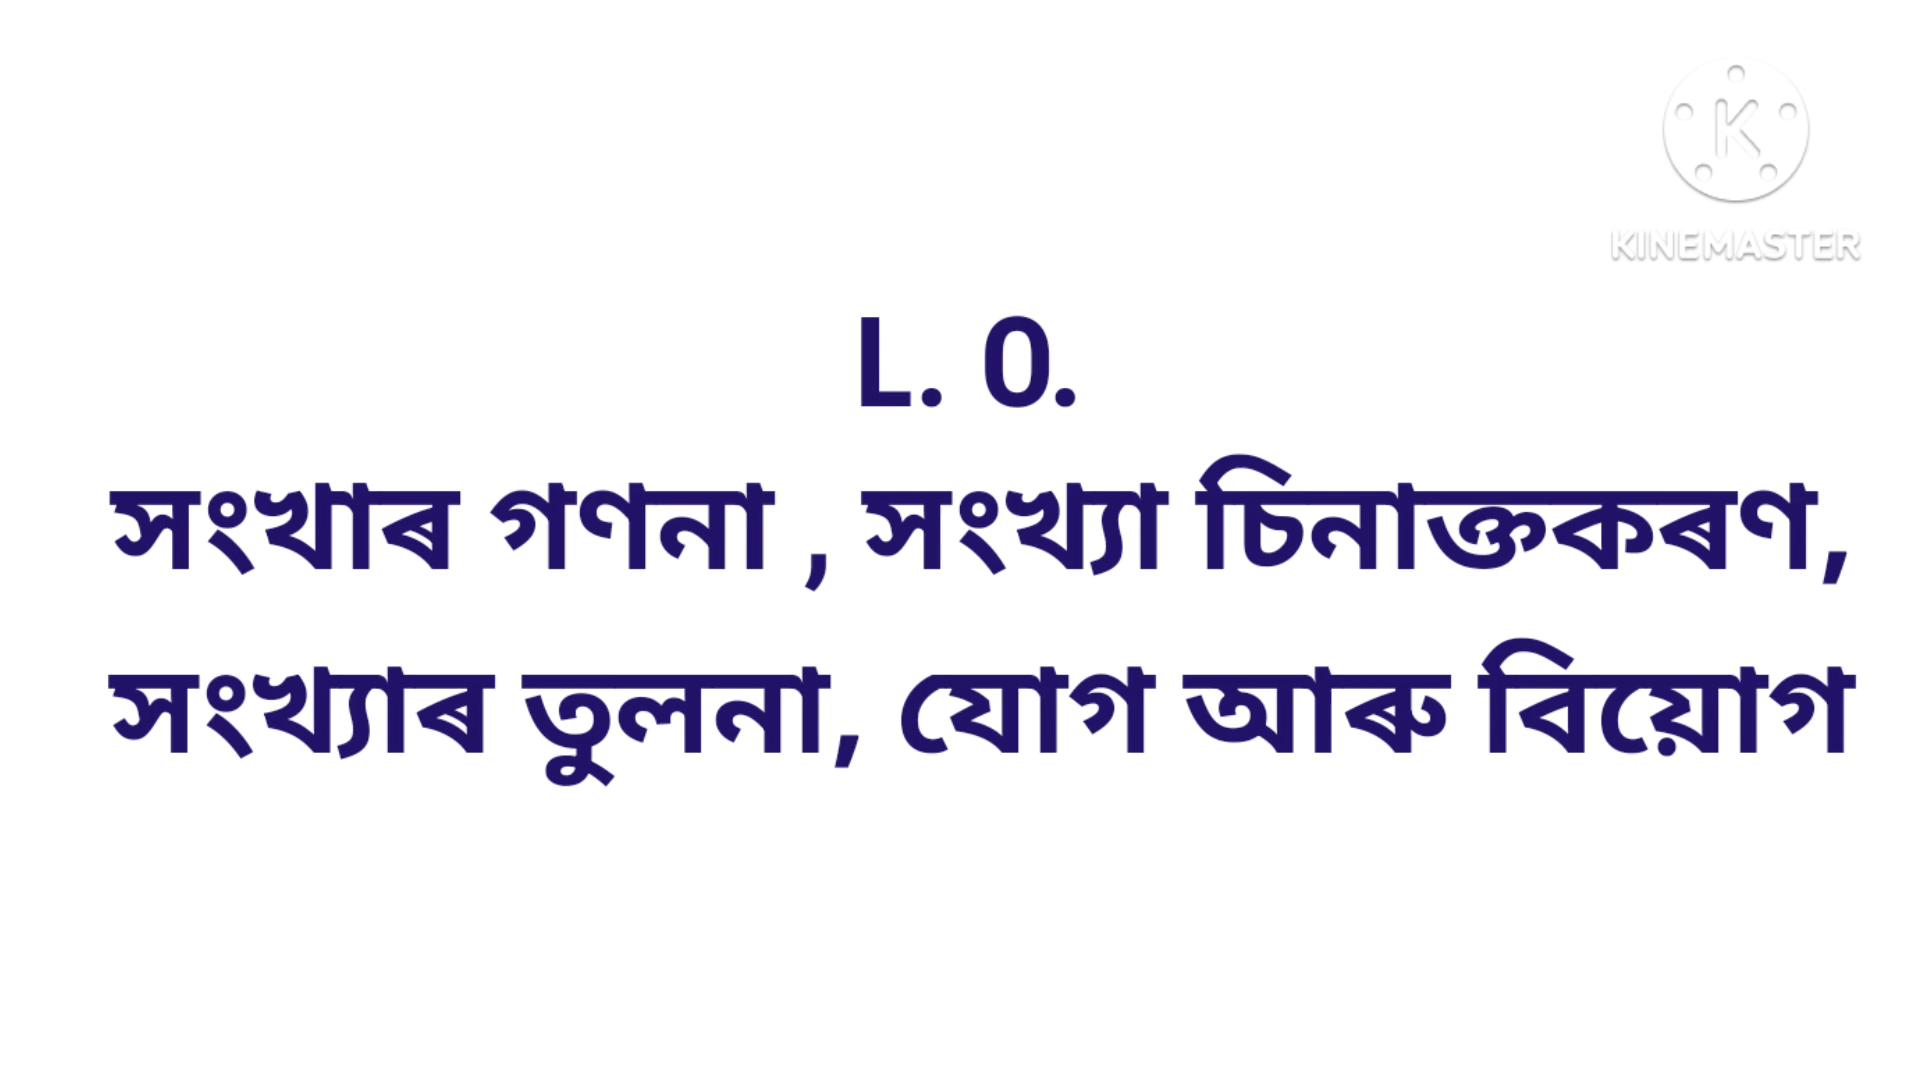 KINEMASTER
L. O.
সংখাৰ গণনা , সংখ্যা চিনাক্তকৰণ,
সংখ্যাৰ তুলনা, যোগ আৰু বিয়োগ